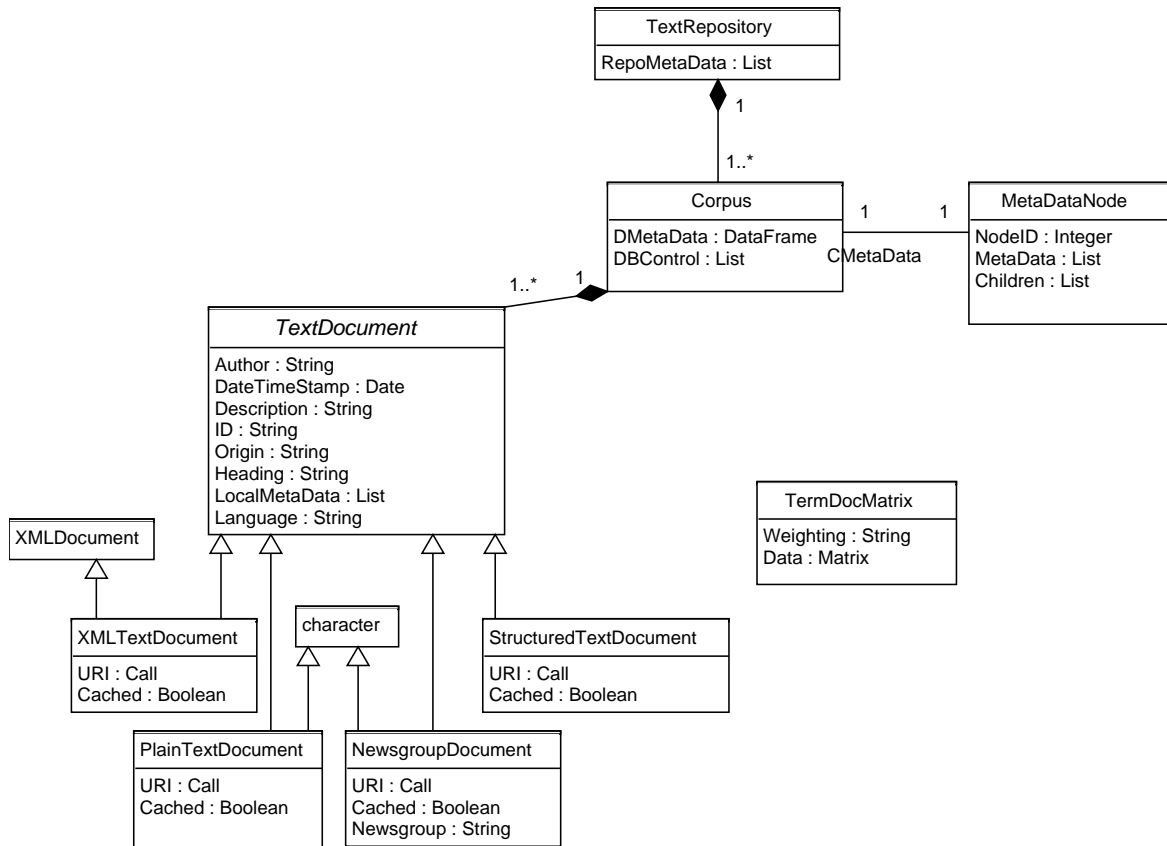 TextRepository
RepoMetaData : List
1
1..*
Corpus
DMetaData : DataFrame
DBControl : List
1
1
CMetaData
MetaDataNode
NodeID : Integer
MetaData : List
Children : List
1..*
1
TextDocument
Author : String
DateTimeStamp : Date
Description : String
ID : String
Origin : String
Heading : String
LocalMetaData : List
Language : String
TermDocMatrix
Weighting : String
Data : Matrix
XMLDocument
character
XMLTextDocument
URI : Call
Cached : Boolean
StructuredTextDocument
URI : Call
Cached : Boolean
PlainTextDocument
URI : Call
Cached : Boolean
NewsgroupDocument
URI : Call
Cached : Boolean
Newsgroup : String